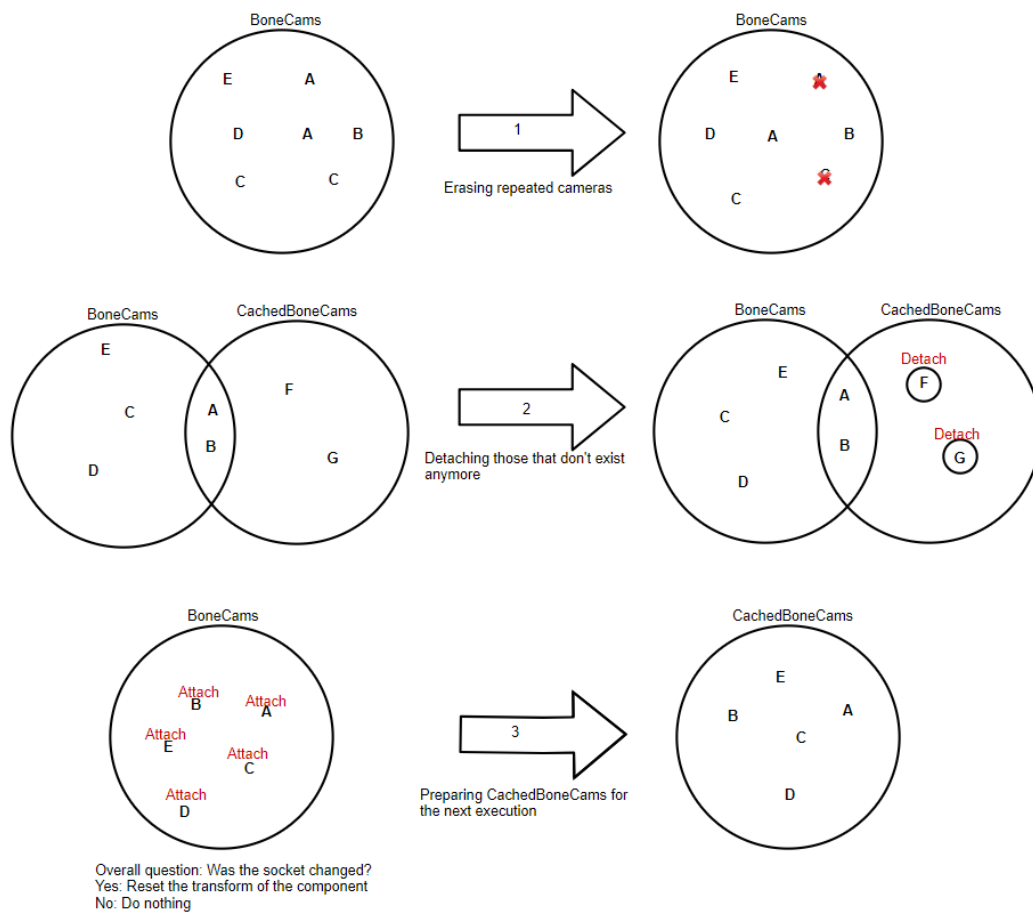 BoneCams
BoneCams
E
A
D
A
B
C
C
1
Erasing repeated cameras
E
D
A
B
C
BoneCams
CachedBoneCams
E
C
D
A
B
F
G
2
Detaching those that don't exist
anymore
BoneCams
CachedBoneCams
E
C
D
A
B
Detach
F
Detach
G
BoneCams
Attach
B
Attach
A
Attach
E
Attach
C
Attach
D
3
Preparing CachedBoneCams for
the next execution
CachedBoneCams
E
B
A
C
D
Overall question: Was the socket changed?
Yes: Reset the transform of the component
No: Do nothing